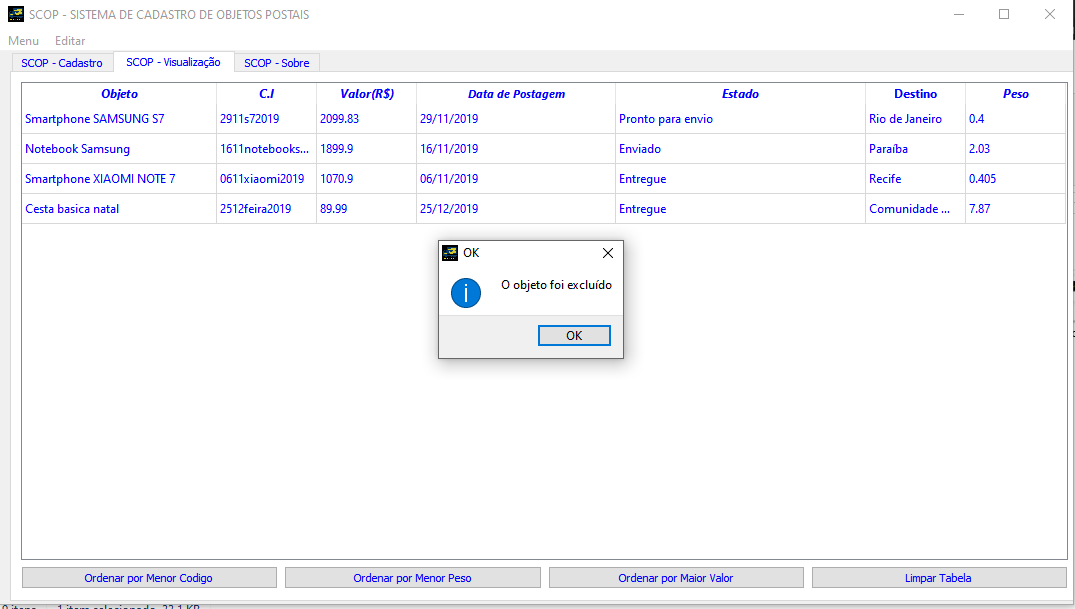 SCOP - SISTEMA DE CADASTRO DE OBJETOS POSTAIS
Menu Editar
SCOP - Cadastro SCOP - Visualização SCOP - Sobre
Objeto C.I Valor(R$) Data de Postagem Estado Destino Peso
Smartphone SAMSUNG S7 2911s72019 2099.83 29/11/2019 Pronto para envio Rio de Janeiro 0.4
Notebook Samsung 1611notebooks... 1899.9 16/11/2019 Enviado Paraíba 2.03
Smartphone XIAOMI NOTE 7 0611xiaomi2019 1070.9 06/11/2019 Entregue Recife 0.405
Cesta basica natal 2512feira2019 89.99 25/12/2019 Entregue Comunidade ... 7.87
OK
O objeto foi excluído
OK
Ordenar por Menor Codigo Ordenar por Menor Peso Ordenar por Maior Valor Limpar Tabela